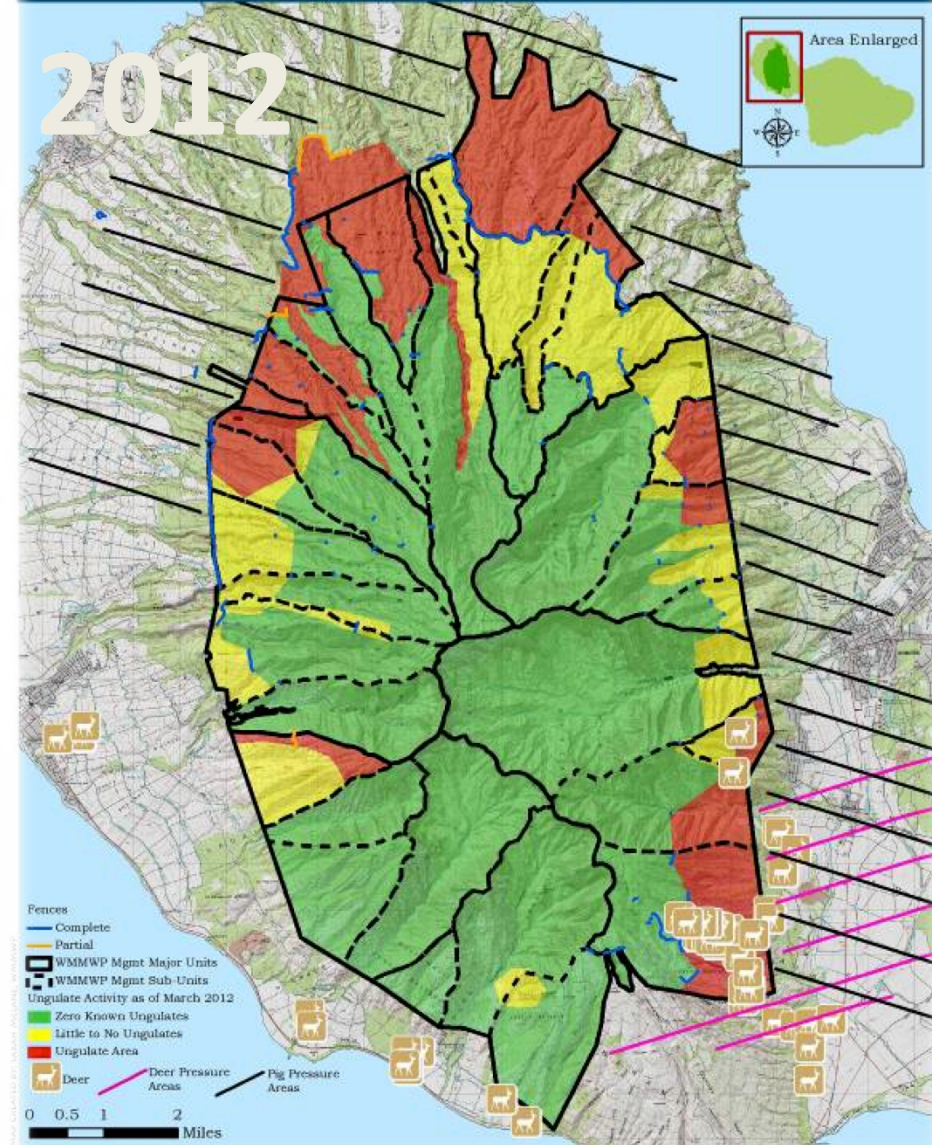 2012
Area Enlarged
N
W E
S
Fences
Complete
Partial
WMMWP Mgmt Major Units
WMMWP Mgmt Sub-Units
Ungulate Activity as of March 2012
Zero Known Ungulates
Little to No Ungulates
Ungulate Area
Deer
Deer Pressure
Areas
Pig Pressure
Areas
0 0.5 1 2
Miles